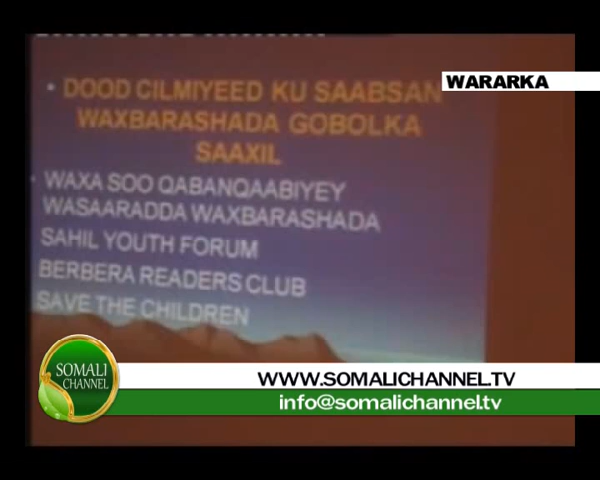 WARARKA
• DOOD CILMIYEED KU SAABSAN
WAXBARASHADA GOBOLKA
SAAXIL
• WAXA SOO QABANQAABIYEY
WASAARADDA WAXBARASHADA
SAHIL YOUTH FORUM
BERBERA READERS CLUB
SAVE THE CHILDREN
SOMALI
CHANNEL
WWW.SOMALICHANNEL.TV
info@somalichannel.tv